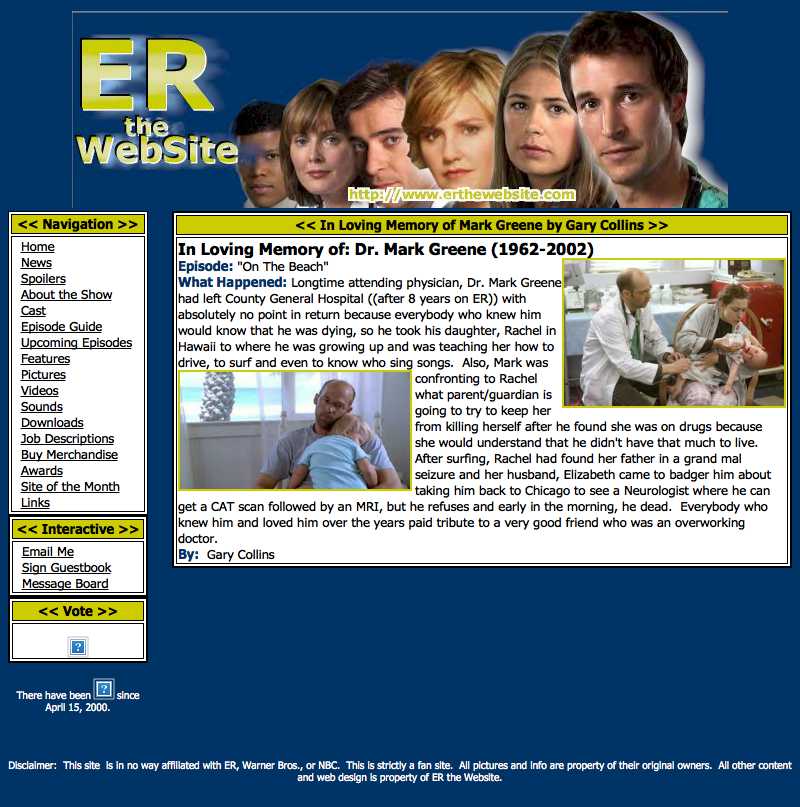 ER
the
WebSite
http://www.erthewebsite.com
<< Navigation >>
Home
News
Spoilers
About the Show
Cast
Episode Guide
Upcoming Episodes
Features
Pictures
Videos
Sounds
Downloads
Job Descriptions
Buy Merchandise
Awards
Site of the Month
Links
<< Interactive >>
Email Me
Sign Guestbook
Message Board
<< Vote >>
There have been ? since
April 15, 2000.
<< In Loving Memory of Mark Greene by Gary Collins >>
In Loving Memory of: Dr. Mark Greene (1962-2002)
Episode: "On The Beach"
What Happened: Longtime attending physician, Dr. Mark Greene
had left County General Hospital ((after 8 years on ER)) with
absolutely no point in return because everybody who knew him
would know that he was dying, so he took his daughter, Rachel in
Hawaii to where he was growing up and was teaching her how to
drive, to surf and even to know who sing songs.  Also, Mark was
confronting to Rachel
what parent/guardian is
going to try to keep her
from killing herself after he found she was on drugs because
she would understand that he didn't have that much to live.
After surfing, Rachel had found her father in a grand mal
seizure and her husband, Elizabeth came to badger him about
taking him back to Chicago to see a Neurologist where he can
get a CAT scan followed by an MRI, but he refuses and early in the morning, he dead.  Everybody who
knew him and loved him over the years paid tribute to a very good friend who was an overworking
doctor.
By:  Gary Collins
Disclaimer:  This site  is in no way affiliated with ER, Warner Bros., or NBC.  This is strictly a fan site.  All pictures and info are property of their original owners.  All other content
and web design is property of ER the Website.